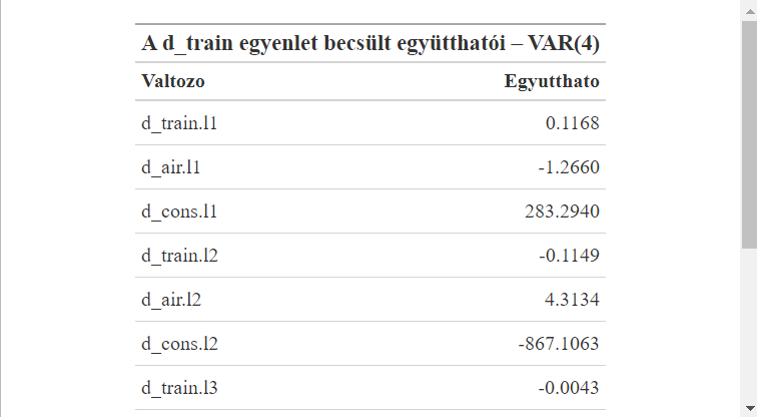 A d_train egyenlet becsült együtthatói – VAR(4)
Valtozo Egyutthato
d_train.l1 0.1168
d_air.l1 -1.2660
d_cons.l1 283.2940
d_train.l2 -0.1149
d_air.l2 4.3134
d_cons.l2 -867.1063
d_train.l3 -0.0043